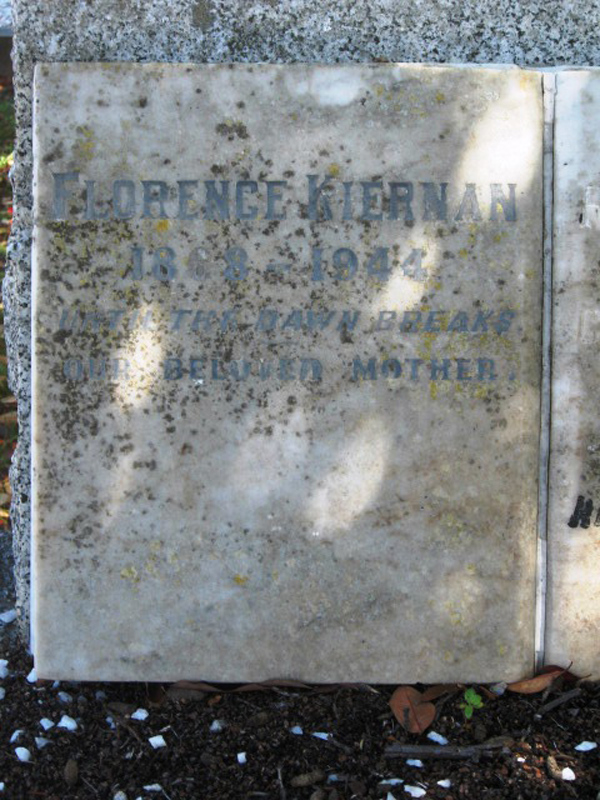 FLORENCE KIERNAN
– 1944
UNTIL THE DAWN BREAKS
OUR BELOVED MOTHER.